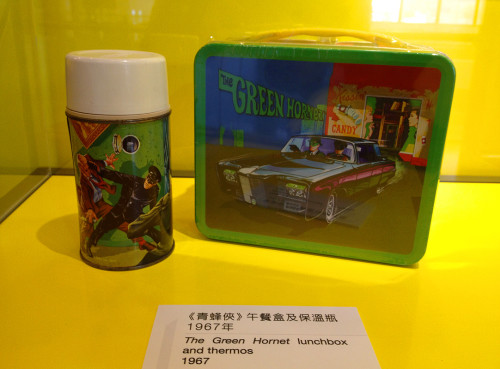 THE
GREEN HORNET
CANDY
《青蜂俠》午餐盒及保溫瓶
1967年
The Green Hornet lunchbox
and thermos
1967